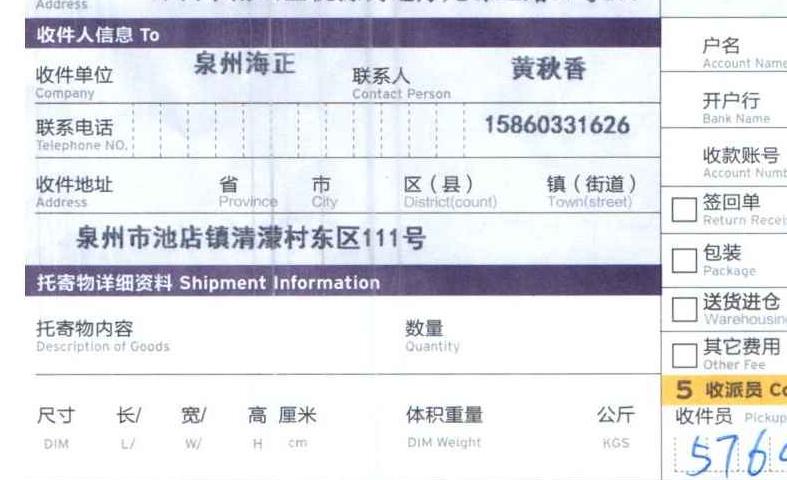 Address
收件人信息 To
收件单位 泉州海正 联系人 黄秋香
Company Contact Person
联系电话 15860331626
Telephone NO.
收件地址 省 市 区（县） 镇（街道）
Address Province City District(count) Town(street)
泉州市池店镇清濛村东区111号
托寄物详细资料 Shipment Information
托寄物内容 数量
Description of Goods Quantity
尺寸 长/ 宽/ 高 厘米 体积重量 公斤
DIM L/ W/ H cm DIM Weight KGS
户名
Account Name
开户行
Bank Name
收款账号
Account Numb
签回单
Return Recei
包装
Package
送货进仓
Warehousing
其它费用
Other Fee
5 收派员 Co
收件员 Pickup
5764